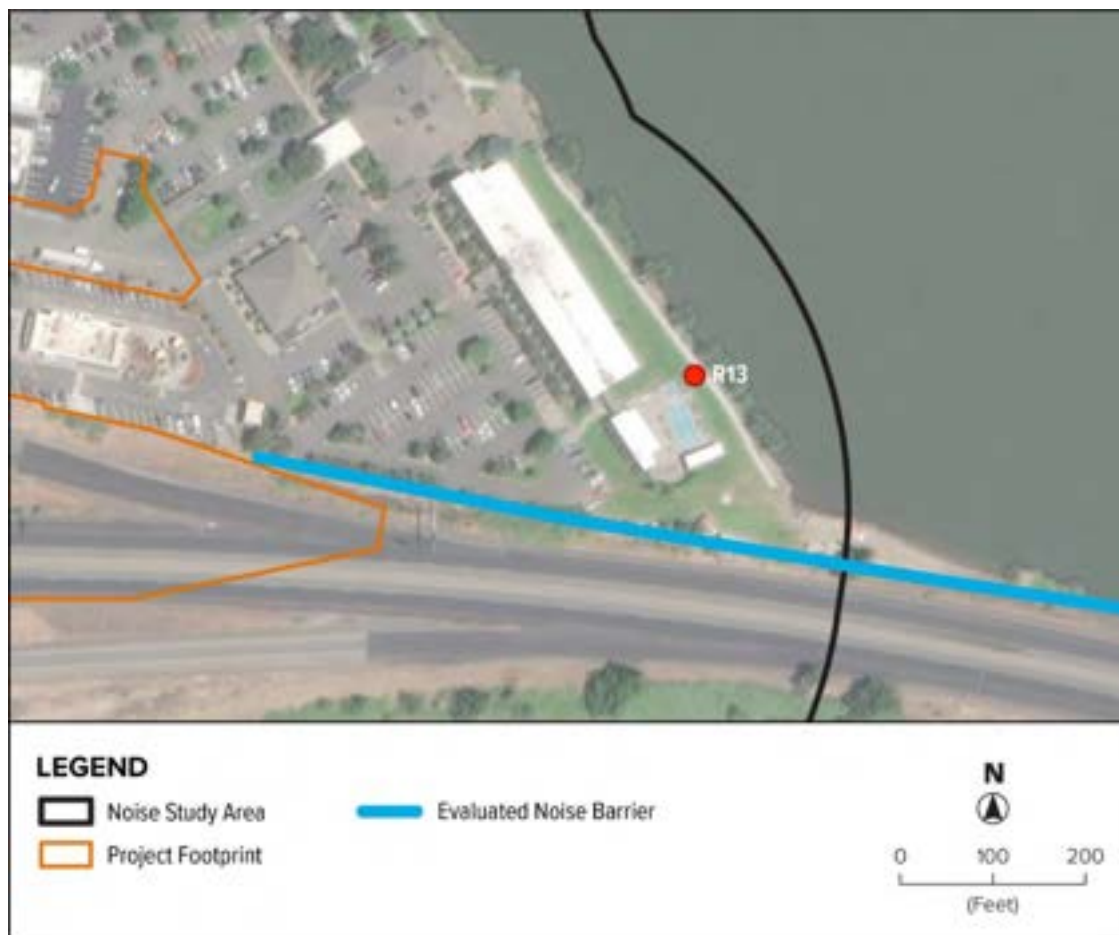 R13
LEGEND
Noise Study Area
Evaluated Noise Barrier
Project Footprint
N
0 100 200
(Feet)